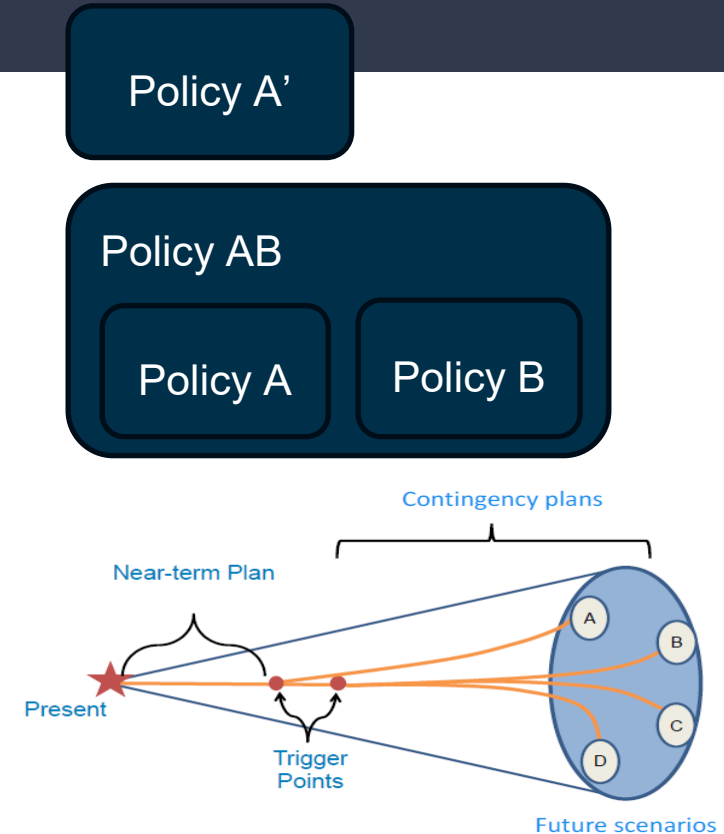 Policy A’
Policy AB
Policy A
Policy B
Contingency plans
Near-term Plan
A
B
Present
C
Trigger
Points
D
Future scenarios